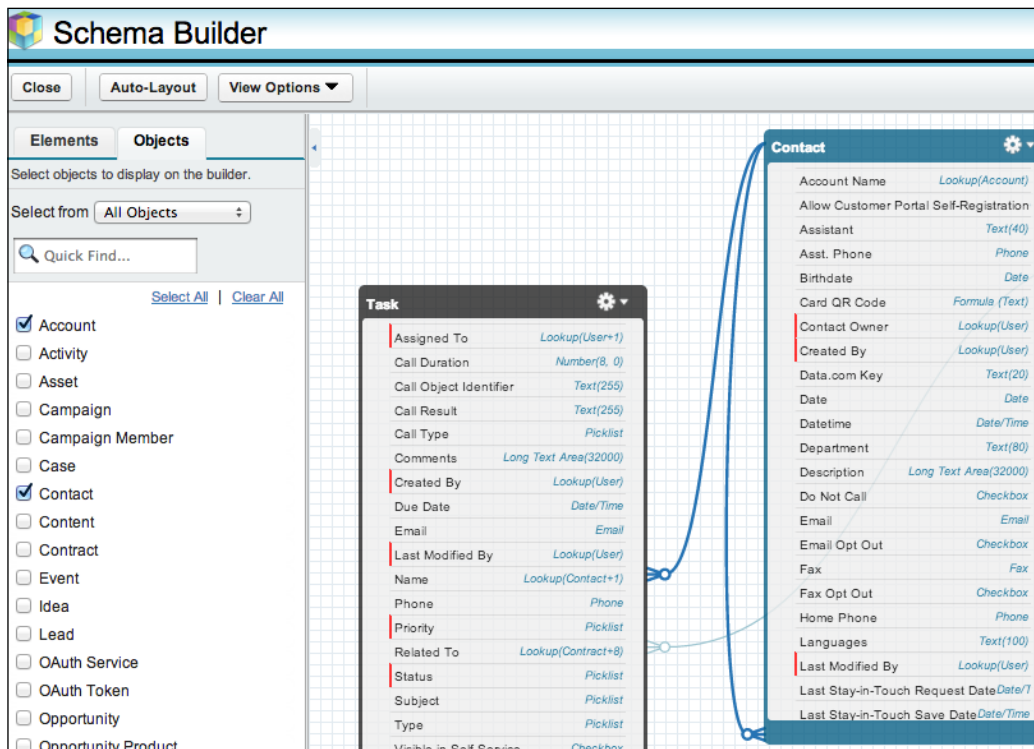 Schema Builder
Close Auto-Layout View Options
Elements Objects
Select objects to display on the builder.
Select from All Objects
Quick Find...
Select All | Clear All
Account
Activity
Asset
Campaign
Campaign Member
Case
Contact
Content
Contract
Event
Idea
Lead
OAuth Service
OAuth Token
Opportunity
Opportunity Product
Task
Assigned To Lookup(User+1)
Call Duration Number(8, 0)
Call Object Identifier Text(255)
Call Result Text(255)
Call Type Picklist
Comments Long Text Area(32000)
Created By Lookup(User)
Due Date Date/Time
Email Email
Last Modified By Lookup(User)
Name Lookup(Contact+1)
Phone Phone
Priority Picklist
Related To Lookup(Contract+8)
Status Picklist
Subject Picklist
Type Picklist
Visible in Self-Service Checkbox
Contact
Account Name Lookup(Account)
Allow Customer Portal Self-Registration
Assistant Text(40)
Asst. Phone Phone
Birthdate Date
Card QR Code Formula (Text)
Contact Owner Lookup(User)
Created By Lookup(User)
Data.com Key Text(20)
Date Date
Datetime Date/Time
Department Text(80)
Description Long Text Area(32000)
Do Not Call Checkbox
Email Email
Email Opt Out Checkbox
Fax Fax
Fax Opt Out Checkbox
Home Phone Phone
Languages Text(100)
Last Modified By Lookup(User)
Last Stay-in-Touch Request Date Date/T
Last Stay-in-Touch Save Date Date/Time